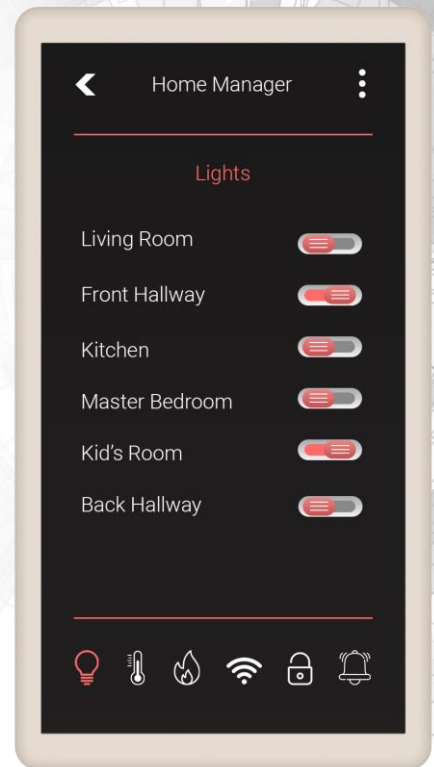 Home Manager
Lights
Living Room
Front Hallway
Kitchen
Master Bedroom
Kid's Room
Back Hallway